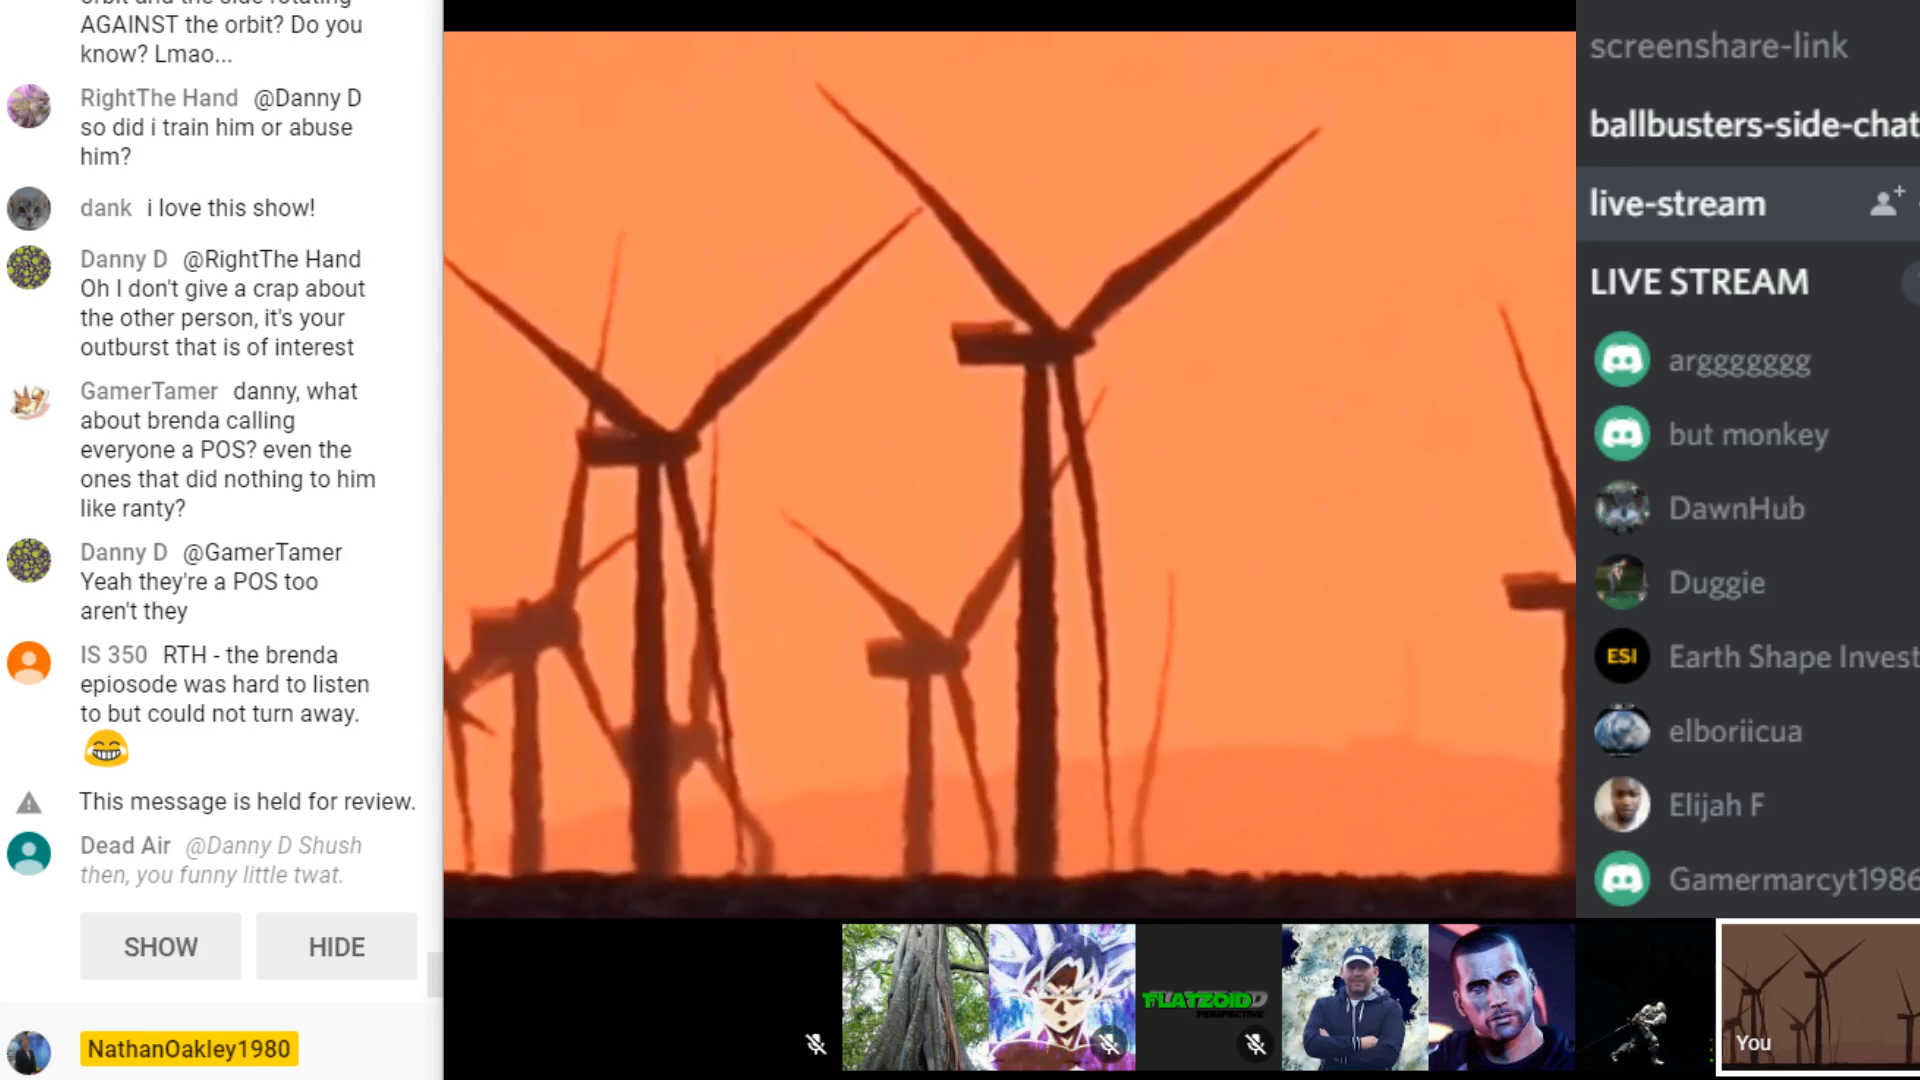 AGAINST the orbit? Do you
know? Lmao...
RightThe Hand @Danny D
so did i train him or abuse
him?
dank i love this show!
Danny D @RightThe Hand
Oh I don't give a crap about
the other person, it's your
outburst that is of interest
GamerTamer danny, what
about brenda calling
everyone a POS? even the
ones that did nothing to him
like ranty?
Danny D @GamerTamer
Yeah they're a POS too
aren't they
IS 350 RTH - the brenda
epiosode was hard to listen
to but could not turn away.
This message is held for review.
Dead Air @Danny D Shush
then, you funny little twat.
SHOW HIDE
NathanOakley1980
FLATZOIDD
PERSPECTIVE
You
screenshare-link
ballbusters-side-chat
live-stream
LIVE STREAM
arggggggg
but monkey
DawnHub
Duggie
ESI Earth Shape Invest
elboriicua
Elijah F
Gamermarcyt1986